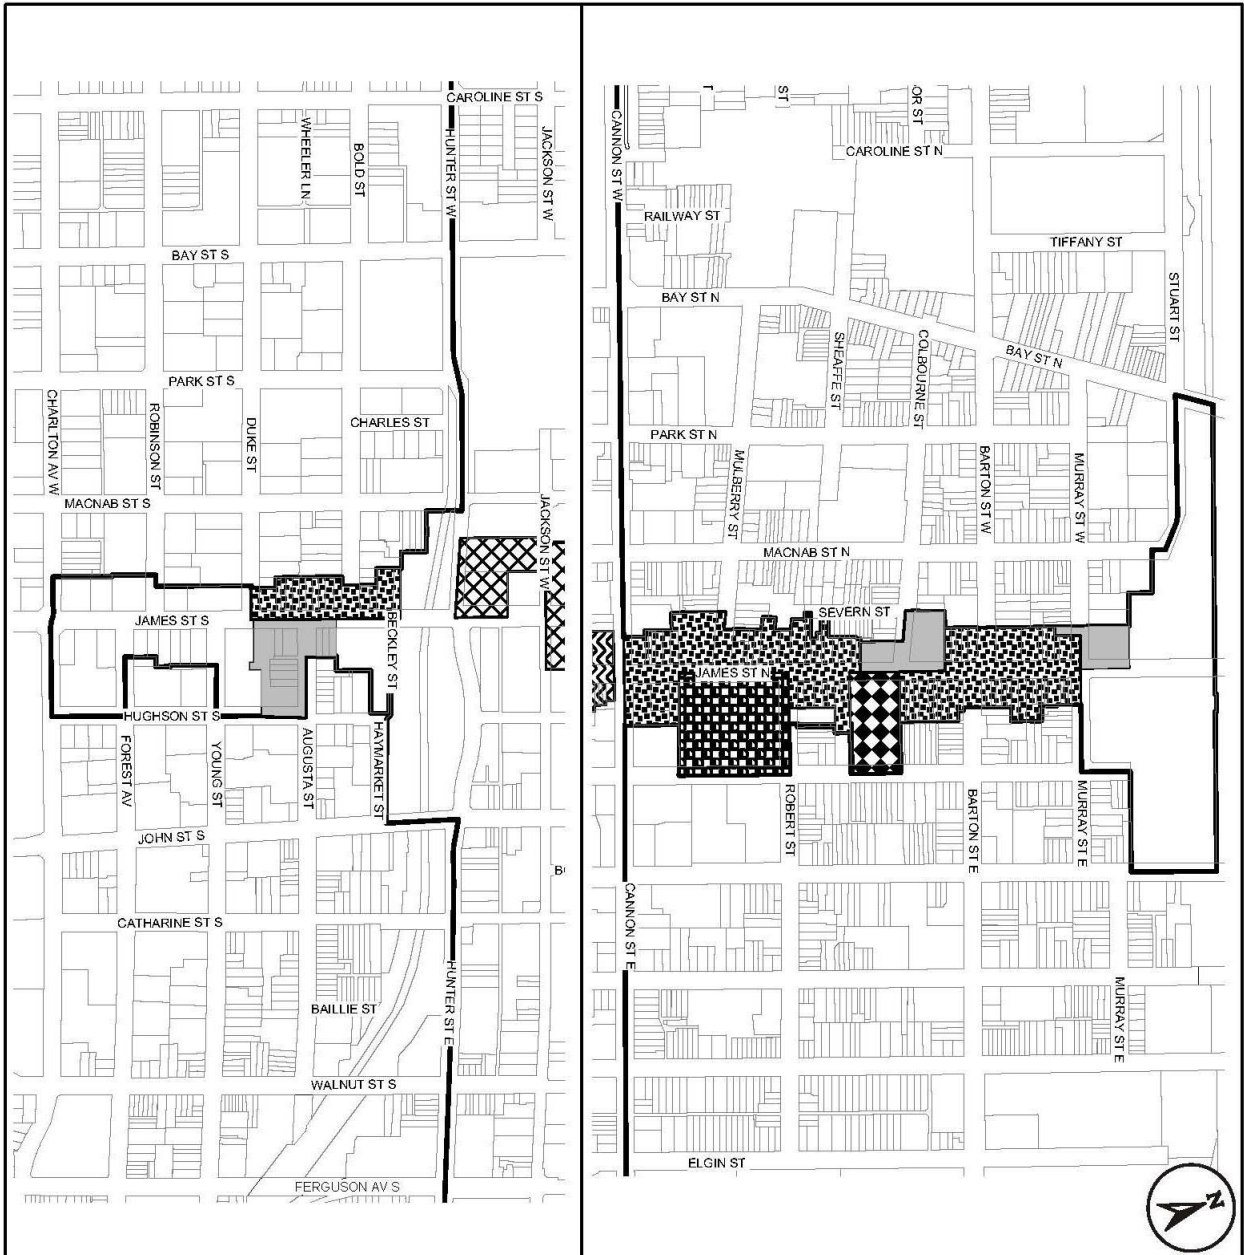 CAROLINE ST S
HUNTER ST W
JACKSON ST W
WHEELER LN
BOLD ST
BAY ST S
PARK ST S
CHARLTON AV W
ROBINSON ST
DUKE ST
CHARLES ST
MACNAB ST S
JACKSON ST W
JAMES ST S
BECKLEY ST
HUGHSON ST S
FOREST AV
YOUNG ST
AUGUSTA ST
HAYMARKET ST
JOHN ST S
CATHARINE ST S
BAILLIE ST
HUNTER ST E
WALNUT ST S
FERGUSON AV S
ST
OR ST
CANNON ST W
CAROLINE ST N
RAILWAY ST
TIFFANY ST
BAY ST N
STUART ST
SHEAFFE ST
COLBOURNE ST
BAY ST N
PARK ST N
MULBERRY ST
BARTON ST W
MURRAY ST W
MACNAB ST N
SEVERN ST
JAMES ST N
ROBERT ST
BARTON ST E
MURRAY ST E
CANNON ST E
MURRAY ST E
ELGIN ST
N